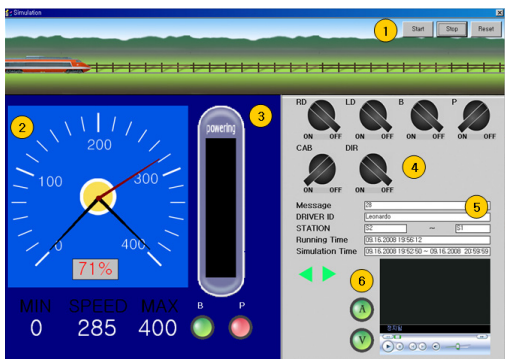 Simulation
1
Start Stop Reset
2
3
powering
100 200 300
0 400
71%
MIN SPEED MAX
0 285 400
B P
RD LD B P
ON OFF ON OFF ON OFF ON OFF
CAB DIR
ON OFF ON OFF
4
5
Message 28
DRIVER ID Leonardo
STATION S2 ~ S1
Running Time 09.16.2008 19:56:12
Simulation Time 09.16.2008 19:52:50 ~ 09.16.2008 20:59:59
6
A
V